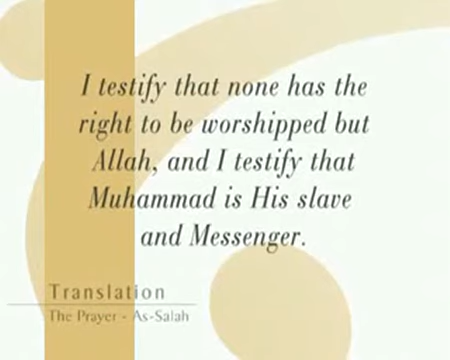 I testify that none has the
right to be worshipped but
Allah, and I testify that
Muhammad is His slave
and Messenger.
Translation
The Prayer - As-Salah